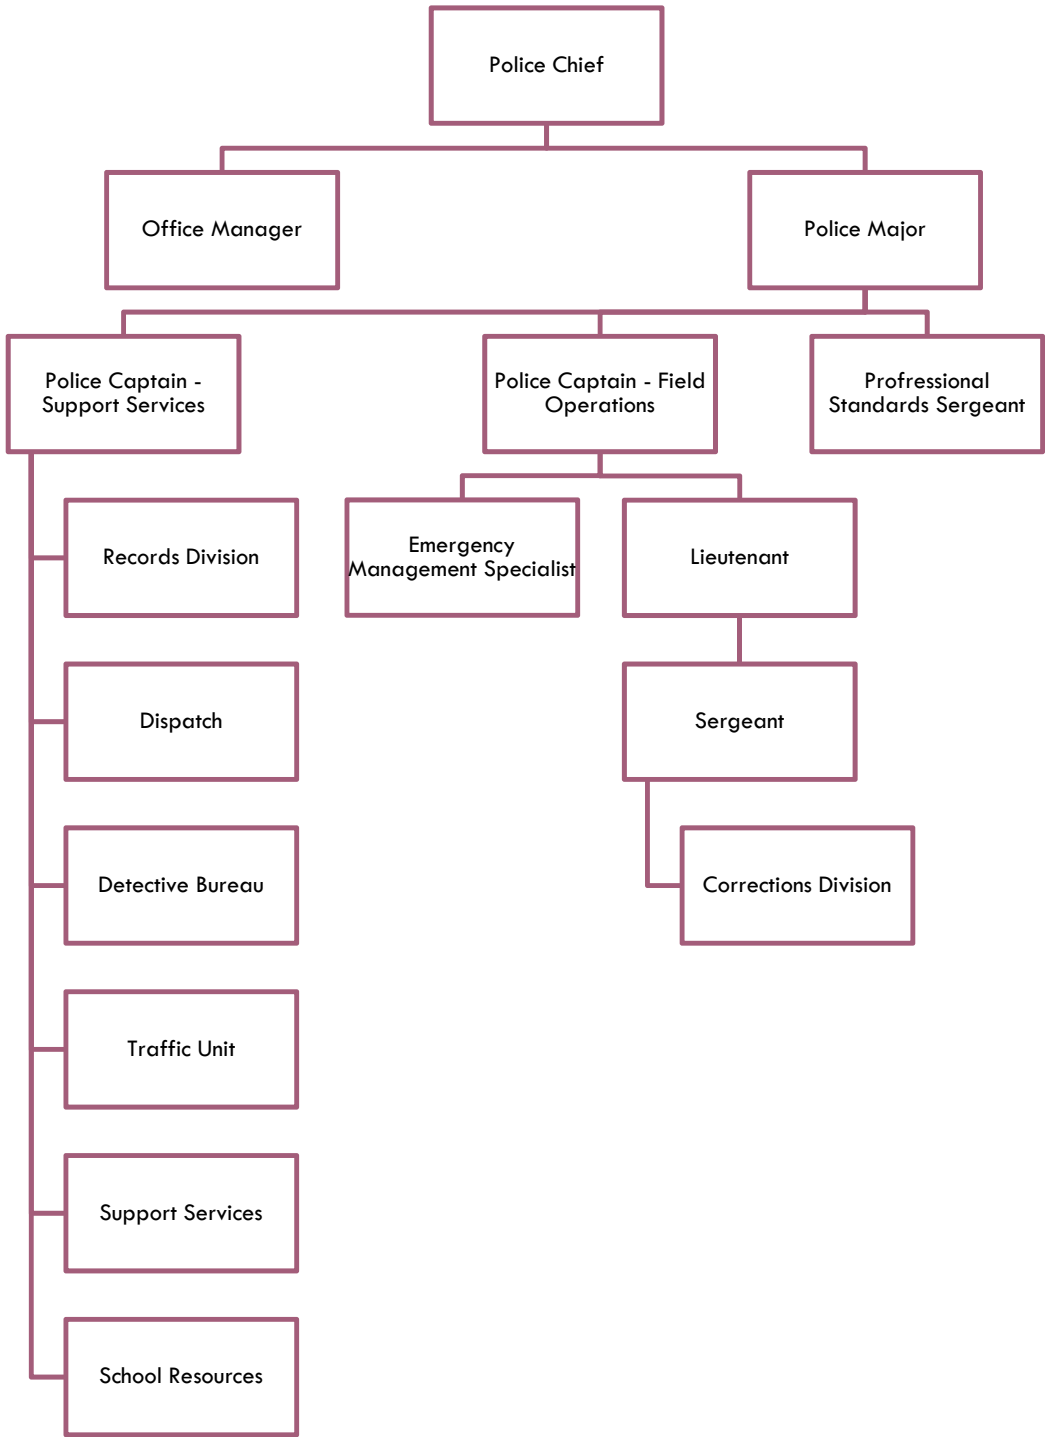 Police Chief
Office Manager
Police Major
Police Captain -
Support Services
Police Captain - Field
Operations
Profressional
Standards Sergeant
Records Division
Emergency
Management Specialist
Lieutenant
Dispatch
Sergeant
Detective Bureau
Corrections Division
Traffic Unit
Support Services
School Resources